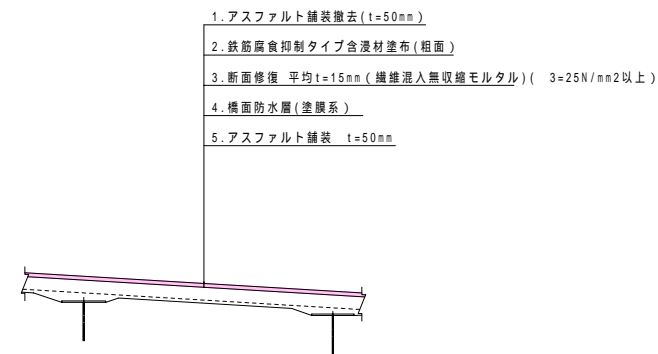 1.アスファルト舗装撤去(t=50mm)
2.鉄筋腐食抑制タイプ含浸材塗布(粗面)
3.断面修復 平均t=15mm(繊維混入無収縮モルタル)( 3=25N/mm2以上)
4.橋面防水層(塗膜系)
5.アスファルト舗装 t=50mm